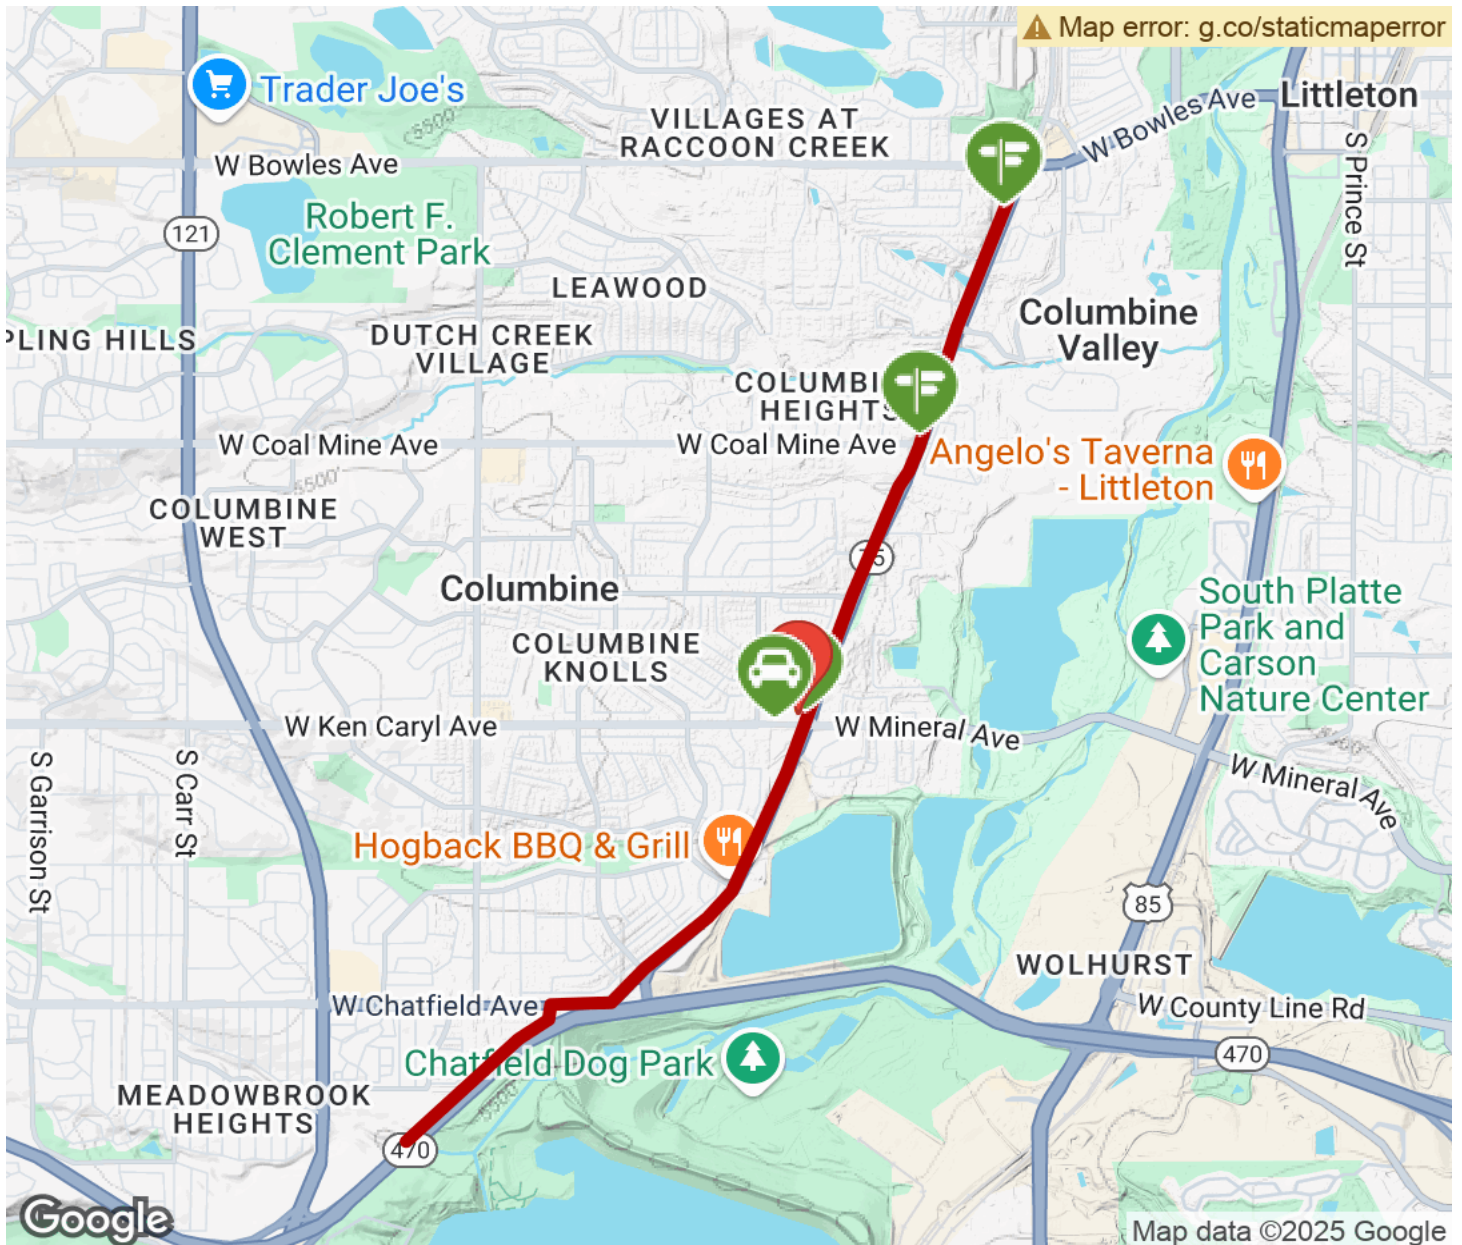 Map error: g.co/staticmaperror
Trader Joe's
5500'
VILLAGES AT
RACCOON CREEK
W Bowles Ave
Littleton
W Bowles Ave
S Prince St
121
Robert F.
Clement Park
LEAWOOD
Columbine
Valley
PLING HILLS
DUTCH CREEK
VILLAGE
COLUMBI
HEIGHTS
W Coal Mine Ave
W Coal Mine Ave
Angelo's Taverna
- Littleton
5500'
COLUMBINE
WEST
75
Columbine
South Platte
Park and
Carson
Nature Center
COLUMBINE
KNOLLS
W Ken Caryl Ave
W Mineral Ave
W Mineral Ave
S Garrison St
S Carr St
Hogback BBQ & Grill
85
WOLHURST
W Chatfield Ave
W County Line Rd
Chatfield Dog Park
470
5500'
MEADOWBROOK
HEIGHTS
470
Google
Map data ©2025 Google